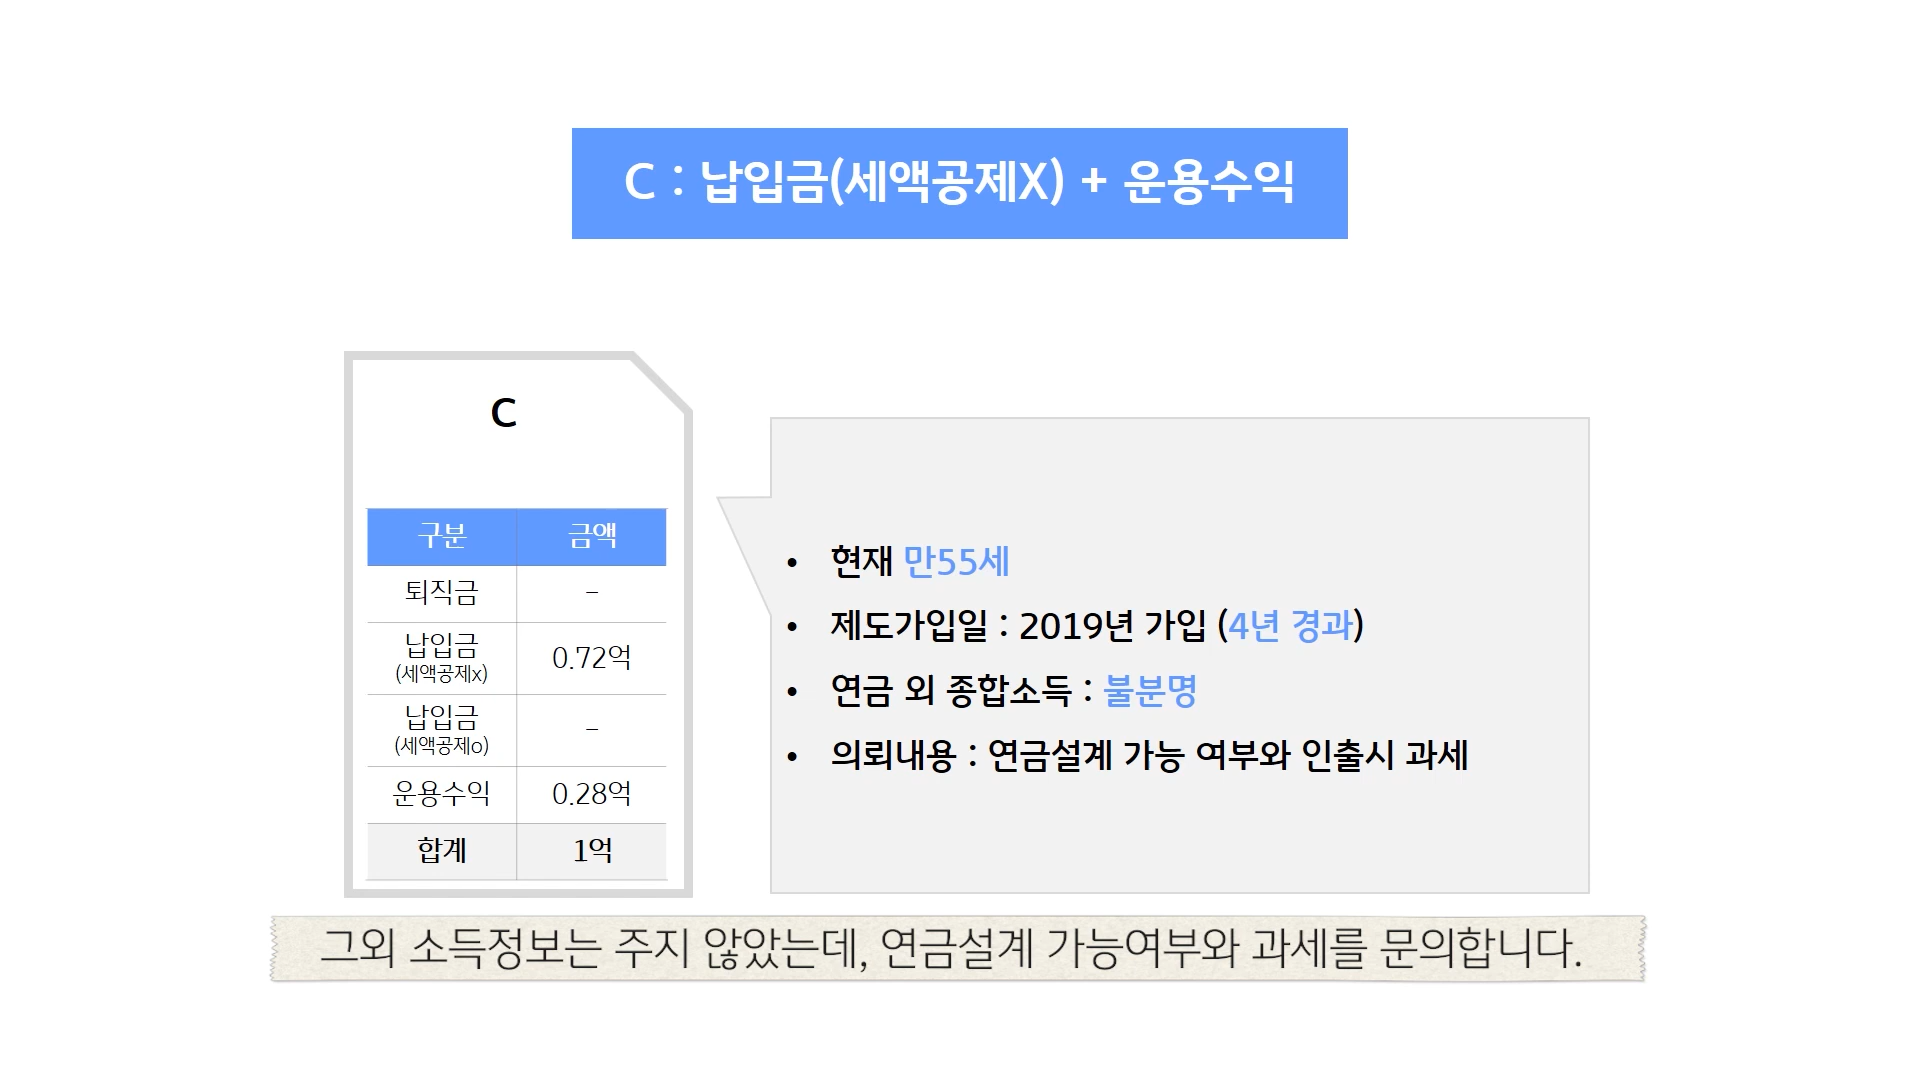 C : 납입금(세액공제X) + 운용수익
C
구분 금액
퇴직금 –
납입금
(세액공제x) 0.72억
납입금
(세액공제o) –
운용수익 0.28억
합계 1억
• 현재 만55세
• 제도가입일 : 2019년 가입 (4년 경과)
• 연금 외 종합소득 : 불분명
• 의뢰내용 : 연금설계 가능 여부와 인출시 과세
그외 소득정보는 주지 않았는데, 연금설계 가능여부와 과세를 문의합니다.